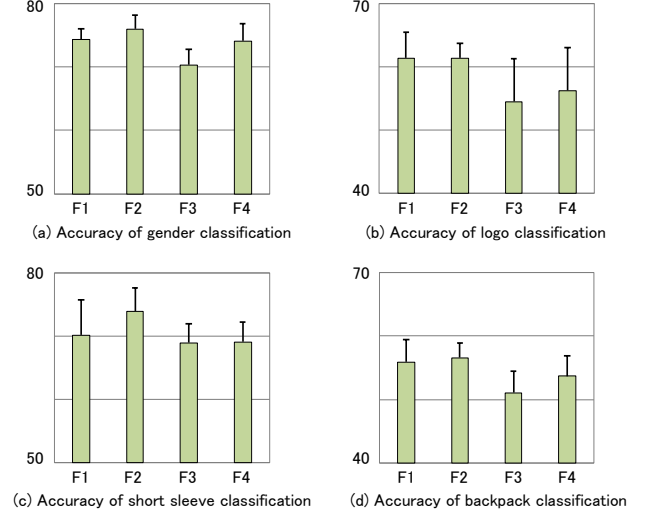 80
50
F1 F2 F3 F4
(a) Accuracy of gender classification
70
40
F1 F2 F3 F4
(b) Accuracy of logo classification
80
50
F1 F2 F3 F4
(c) Accuracy of short sleeve classification
70
40
F1 F2 F3 F4
(d) Accuracy of backpack classification